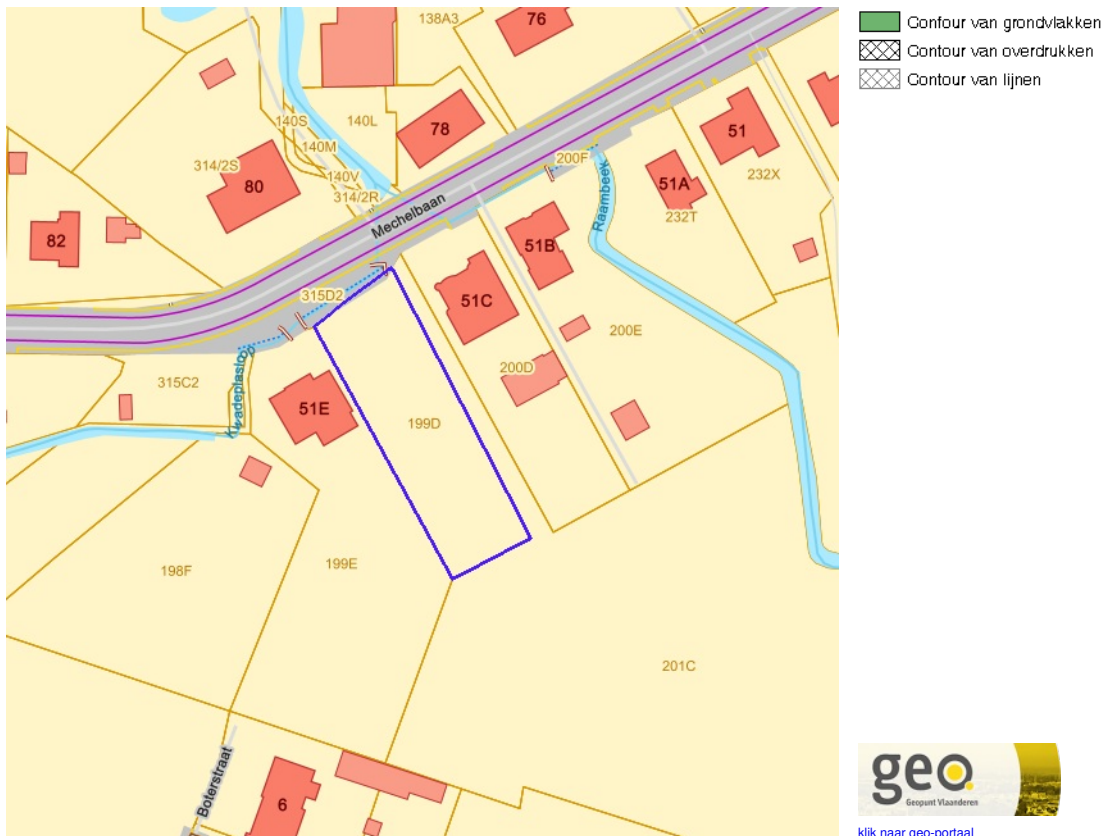 138A3
76
Contour van grondvlakken
Contour van overdrukken
Contour van lijnen
140S
140L
78
51
140M
200F
314/2S
140V
80
314/2R
51A
232X
Raambeek
232T
Mechelbaan
82
51B
315D2
51C
200E
Kwadeplasloop
315C2
200D
51E
199D
198F
199E
201C
Boterstraat
6
geo.
Geopunt Vlaanderen
klik naar geo-portaal